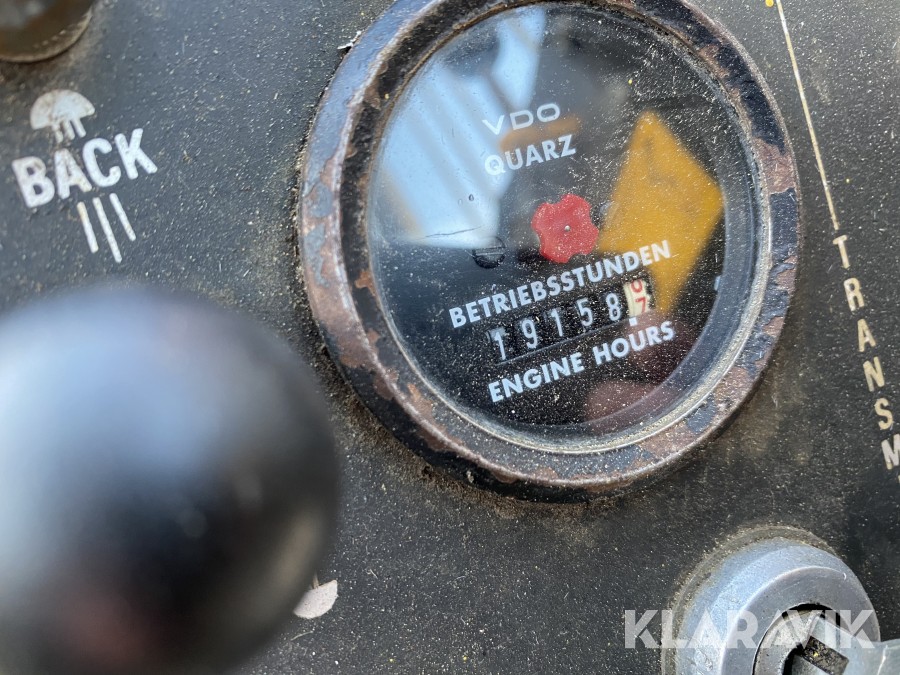 BACK
VDO
QUARZ
BETRIEBSSTUNDEN
19158
ENGINE HOURS
TRANSM
KLARAVIK